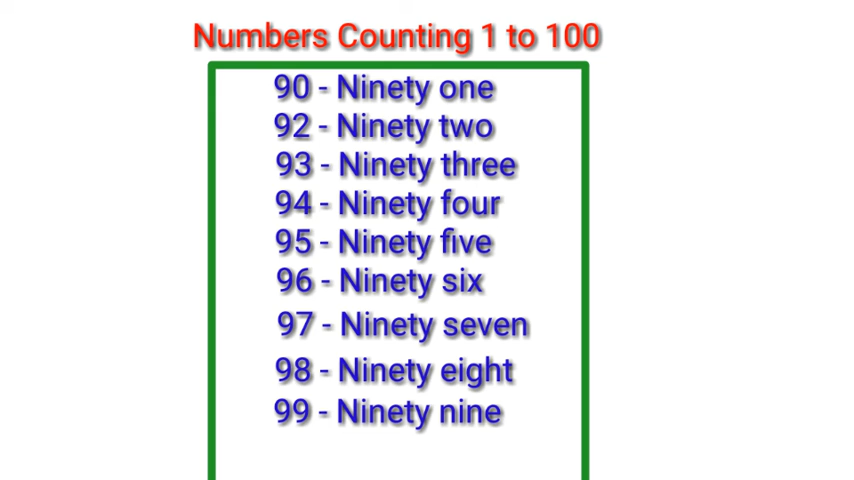 Numbers Counting 1 to 100
90 - Ninety one
92 - Ninety two
93 - Ninety three
94 - Ninety four
95 - Ninety five
96 - Ninety six
97 - Ninety seven
98 - Ninety eight
99 - Ninety nine